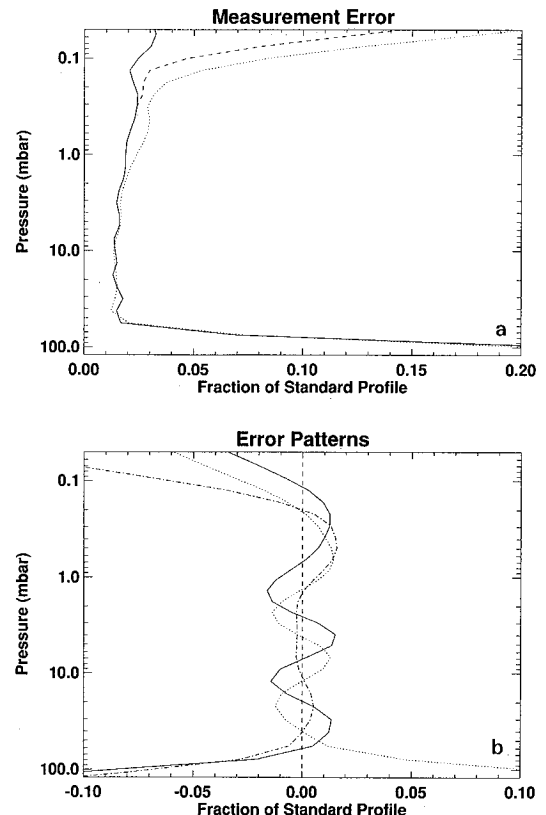 Measurement Error
0.1
1.0
10.0
100.0
Pressure (mbar)
a
0.00 0.05 0.10 0.15 0.20
Fraction of Standard Profile
Error Patterns
0.1
1.0
10.0
100.0
Pressure (mbar)
b
-0.10 -0.05 0.00 0.05 0.10
Fraction of Standard Profile